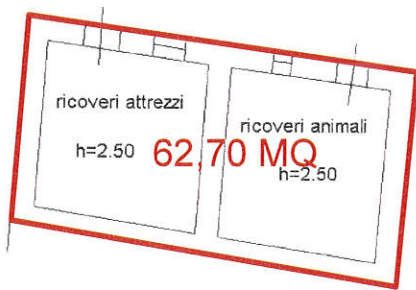 ricoveri attrezzi
h=2.50
62,70 MQ
ricoveri animali
h=2.50